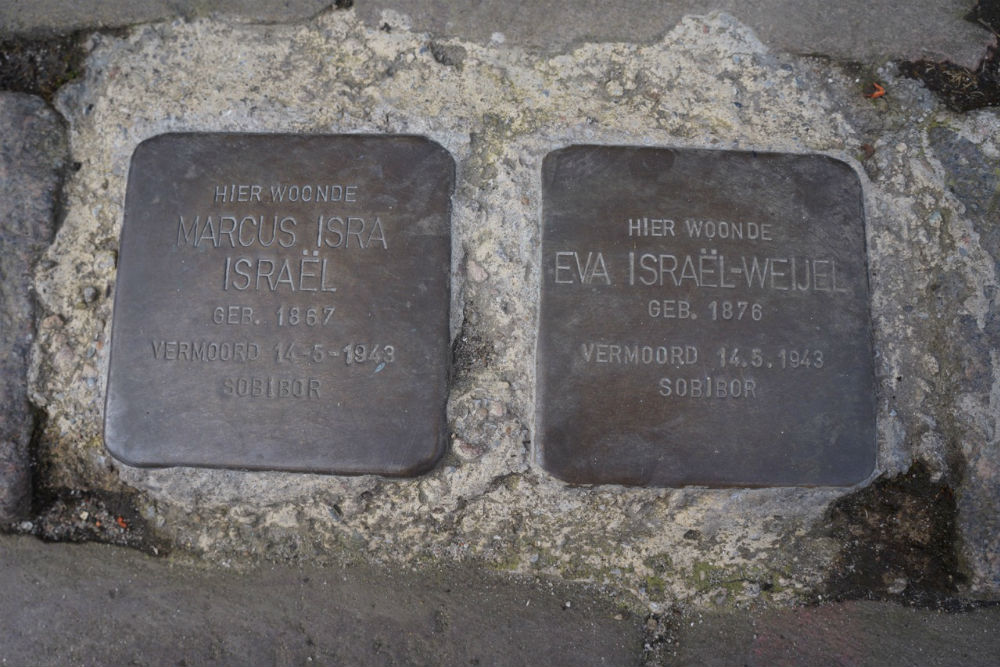 HIER WOONDE
MARCUS ISRA
ISRAËL
GEB. 1867
VERMOORD 14-5-1943
SOBIBOR
HIER WOONDE
EVA ISRAËL-WEIJEL
GEB. 1876
VERMOORD 14.5.1943
SOBIBOR